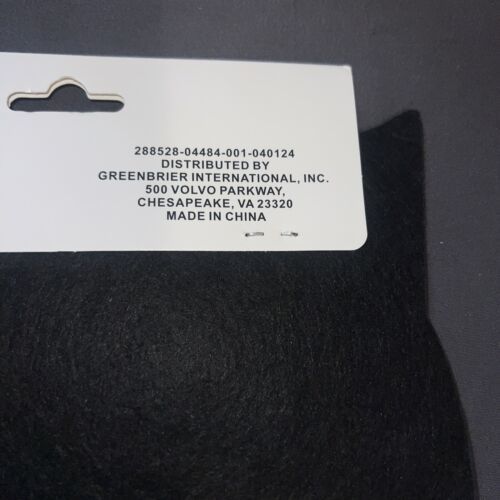 288528-04484-001-040124
DISTRIBUTED BY
GREENBRIER INTERNATIONAL, INC.
500 VOLVO PARKWAY,
CHESAPEAKE, VA 23320
MADE IN CHINA